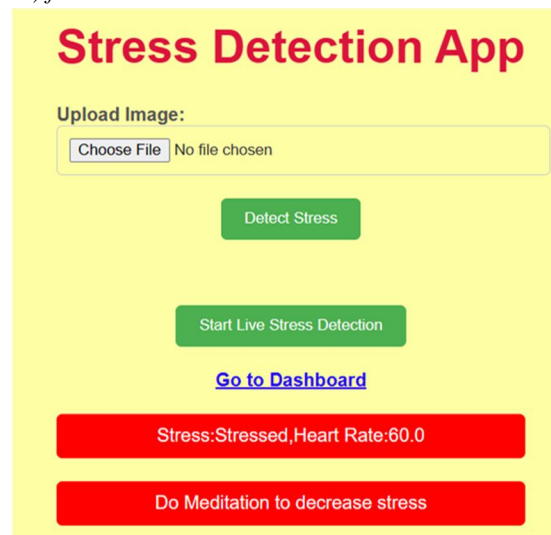 Stress Detection App
Upload Image:
Choose File No file chosen
Detect Stress
Start Live Stress Detection
Go to Dashboard
Stress:Stressed,Heart Rate:60.0
Do Meditation to decrease stress